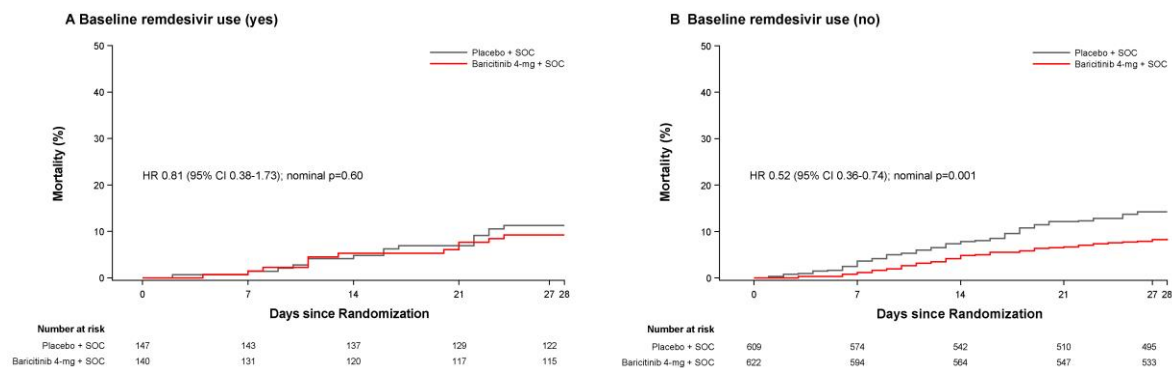 A Baseline remdesivir use (yes)
50
40
30
20
10
0
Mortality (%)
Placebo + SOC
Baricitinib 4-mg + SOC
HR 0.81 (95% CI 0.38-1.73); nominal p=0.60
0 7 14 21 27 28
Days since Randomization
Number at risk
Placebo + SOC 147 143 137 129 122
Baricitinib 4-mg + SOC 140 131 120 117 115
B Baseline remdesivir use (no)
50
40
30
20
10
0
Mortality (%)
Placebo + SOC
Baricitinib 4-mg + SOC
HR 0.52 (95% CI 0.36-0.74); nominal p=0.001
0 7 14 21 27 28
Days since Randomization
Number at risk
Placebo + SOC 609 574 542 510 495
Baricitinib 4-mg + SOC 622 594 564 547 533